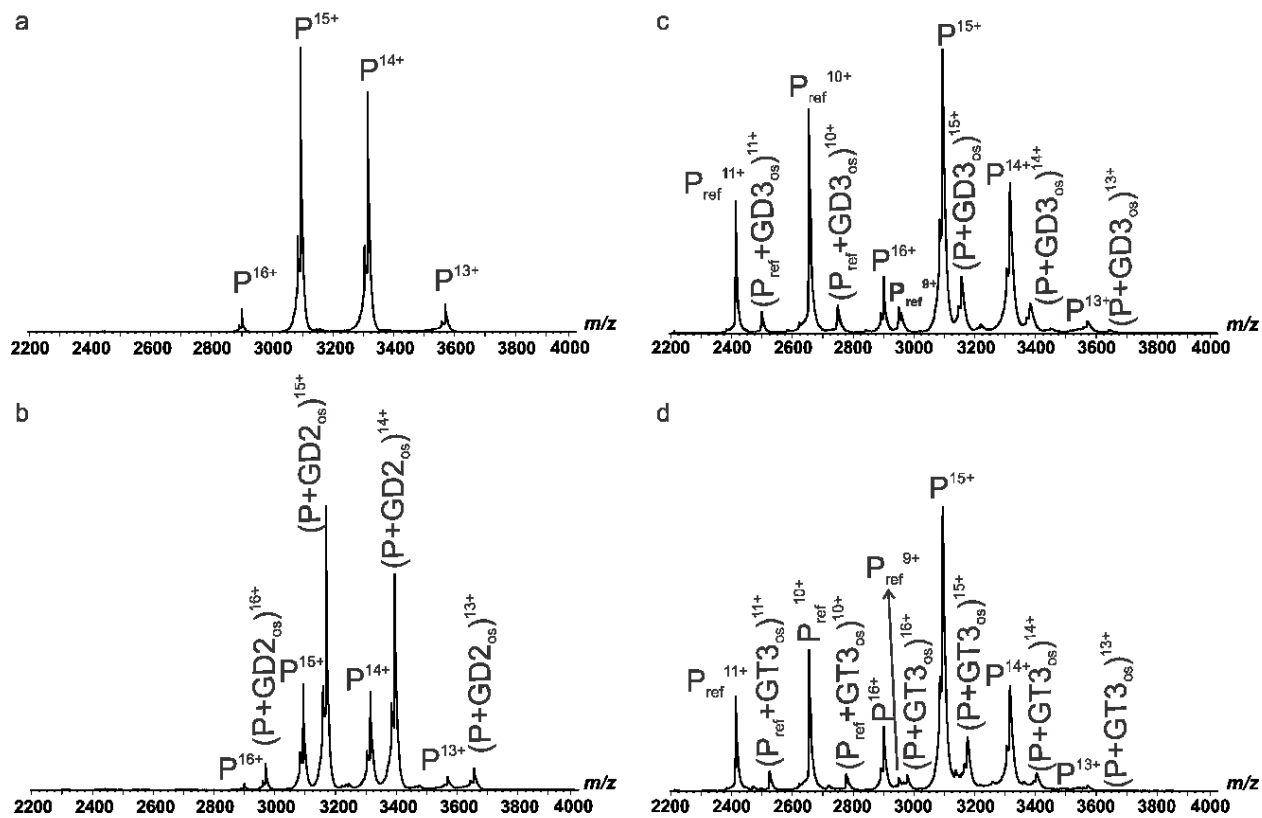 a
P15+
P14+
P16+
P13+
2200 2400 2600 2800 3000 3200 3400 3600 3800 4000 m/z
b
(P+GD2os)15+
(P+GD2os)14+
(P+GD2os)16+
P15+
P14+
(P+GD2os)13+
P16+
P13+
2200 2400 2600 2800 3000 3200 3400 3600 3800 4000 m/z
c
P15+
Pref10+
(Pref+GD3os)11+
(Pref+GD3os)10+
(P+GD3os)15+
Pref11+
P14+
(P+GD3os)14+
(P+GD3os)13+
P16+
Pref9+
P13+
2200 2400 2600 2800 3000 3200 3400 3600 3800 4000 m/z
d
P15+
Pref9+
Pref10+
(Pref+GT3os)11+
(Pref+GT3os)10+
(P+GT3os)16+
(P+GT3os)15+
Pref11+
P16+
P14+
(P+GT3os)14+
(P+GT3os)13+
P13+
2200 2400 2600 2800 3000 3200 3400 3600 3800 4000 m/z